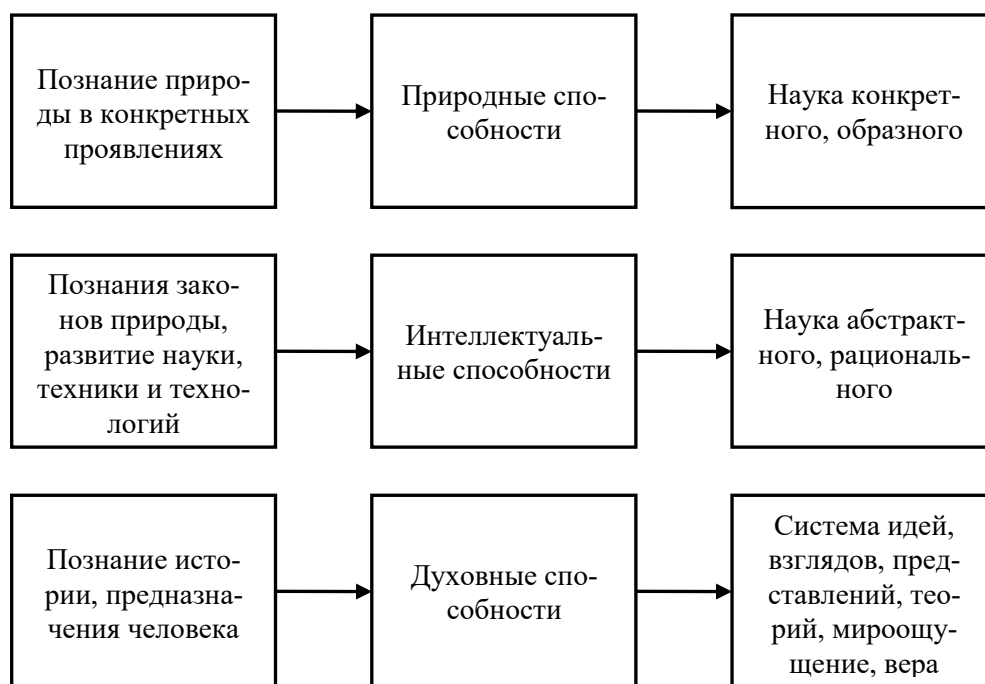 Познание приро-
ды в конкретных
проявлениях
Природные спо-
собности
Наука конкрет-
ного, образного
Познания зако-
нов природы,
развитие науки,
техники и техно-
логий
Интеллектуаль-
ные способности
Наука абстракт-
ного, рациональ-
ного
Познание исто-
рии, предназна-
чения человека
Духовные спо-
собности
Система идей,
взглядов, пред-
ставлений, тео-
рий, мироощу-
щение, вера